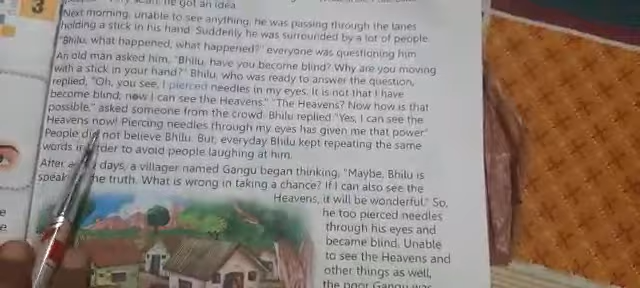 he got an idea.
3
Next morning, unable to see anything, he was passing through the lanes
holding a stick in his hand. Suddenly he was surrounded by a lot of people.
"Bhilu, what happened, what happened?" everyone was questioning him.
An old man asked him, "Bhilu, have you become blind? Why are you moving
with a stick in your hand?" Bhilu, who was ready to answer the question,
replied, "Oh, you see, I pierced needles in my eyes. It is not that I have
become blind; now I can see the Heavens." "The Heavens? Now how is that
possible," asked someone from the crowd. Bhilu replied "Yes, I can see the
Heavens now! Piercing needles through my eyes has given me that power."
People did not believe Bhilu. But, everyday Bhilu kept repeating the same
words in order to avoid people laughing at him.
After a days, a villager named Gangu began thinking, "Maybe, Bhilu is
speak he truth. What is wrong in taking a chance? If I can also see the
Heavens, it will be wonderful." So,
he too pierced needles
through his eyes and
became blind. Unable
to see the Heavens and
other things as well,
the poor Gangu was